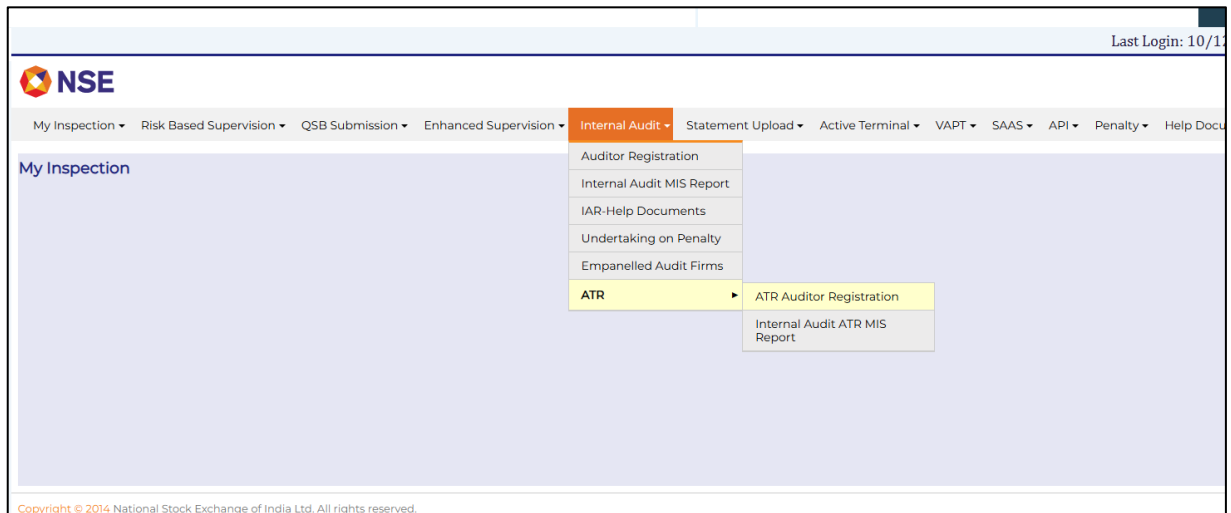 Last Login: 10/1
NSE
My Inspection Risk Based Supervision QSB Submission Enhanced Supervision Internal Audit Statement Upload Active Terminal VAPT SAAS API Penalty Help Docu
My Inspection
Auditor Registration
Internal Audit MIS Report
IAR-Help Documents
Undertaking on Penalty
Empanelled Audit Firms
ATR
ATR Auditor Registration
Internal Audit ATR MIS
Report
Copyright © 2014 National Stock Exchange of India Ltd. All rights reserved.